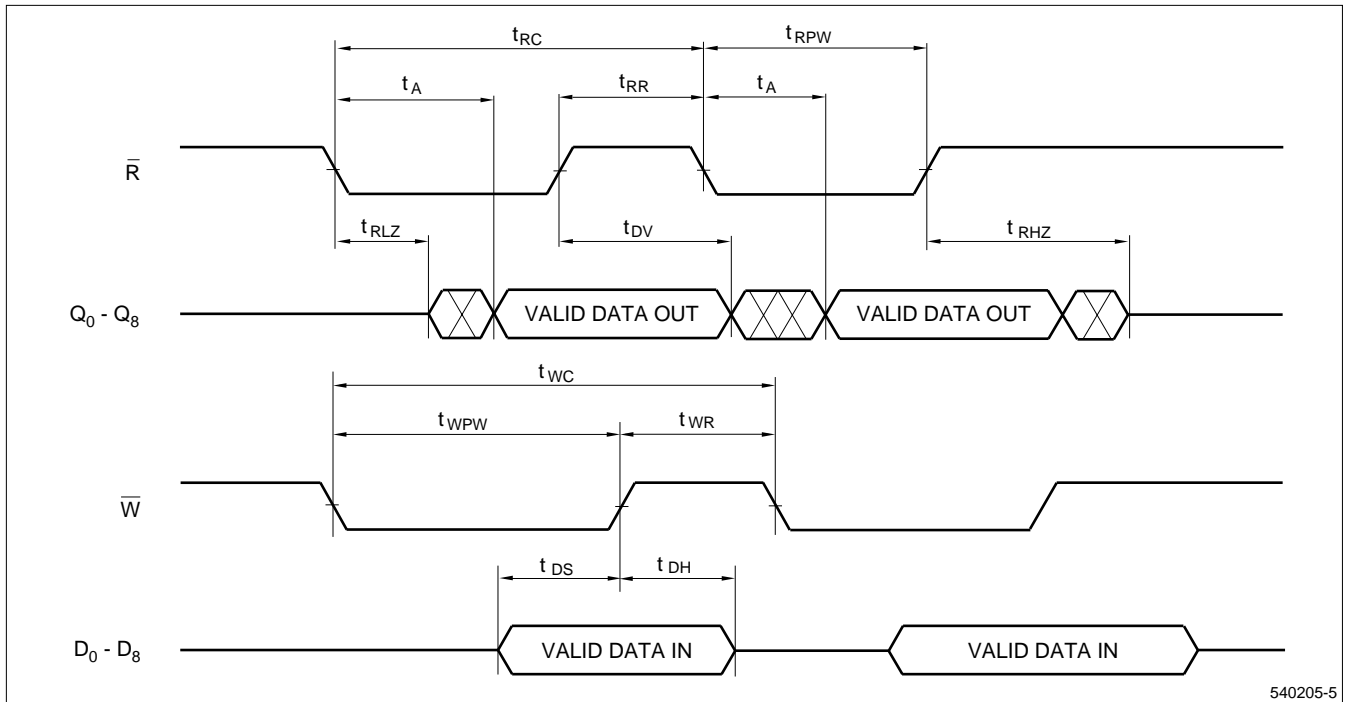 tRC
tRPW
tA
tRR
tA
R̅
tRLZ
tDV
tRHZ
Q0 - Q8
VALID DATA OUT
VALID DATA OUT
tWC
tWPW
tWR
W̅
tDS
tDH
D0 - D8
VALID DATA IN
VALID DATA IN
540205-5